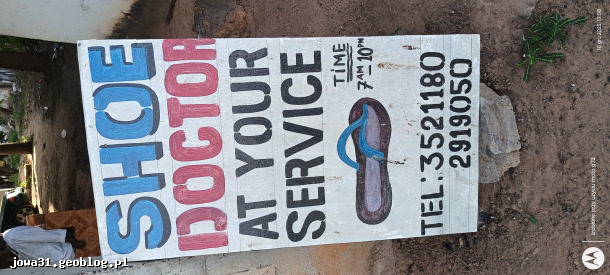 SHOE
DOCTOR
AT YOUR
SERVICE
TIME
7AM-10PM
TEL: 3521180
2919050
jowa31.geoblog.pl